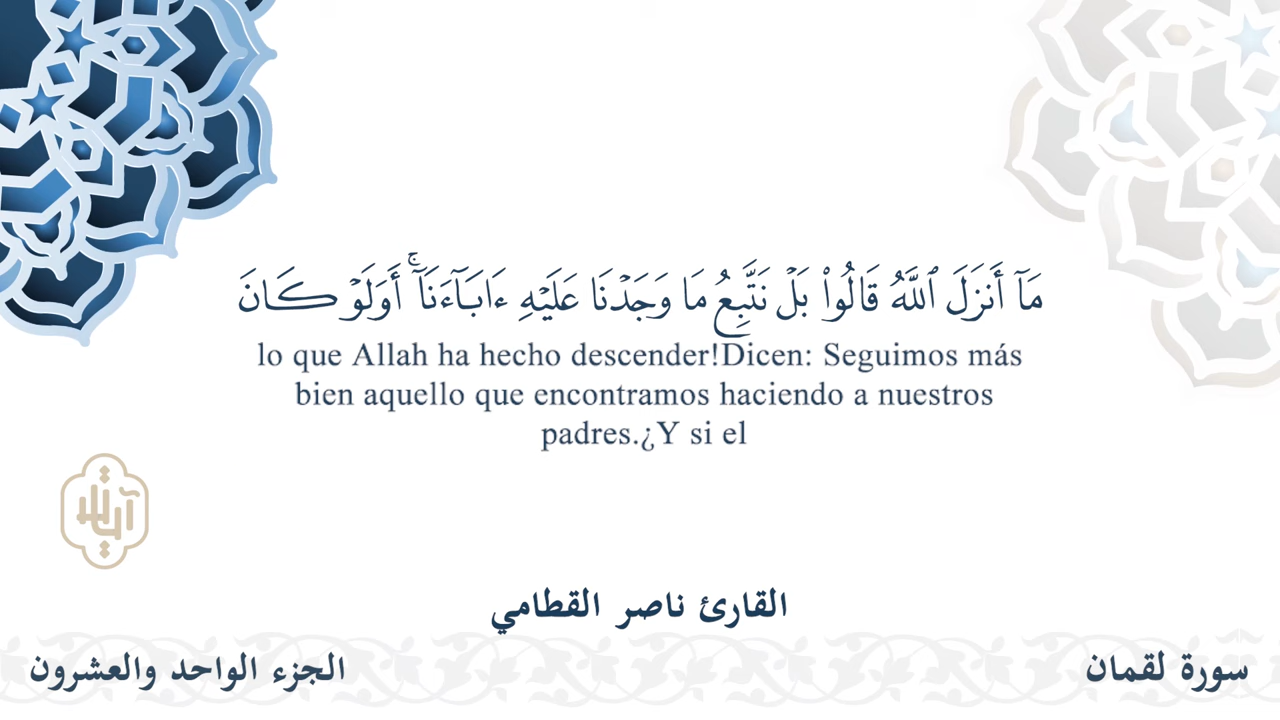 مَآ أَنزَلَ ٱللَّهُ قَالُوا۟ بَلْ نَتَّبِعُ مَا وَجَدْنَا عَلَيْهِ ءَابَآءَنَآ ۚ أَوَلَوْ كَانَ
lo que Allah ha hecho descender!Dicen: Seguimos más
bien aquello que encontramos haciendo a nuestros
padres.¿Y si el
القارئ ناصر القطامي
سورة لقمان
الجزء الواحد والعشرون